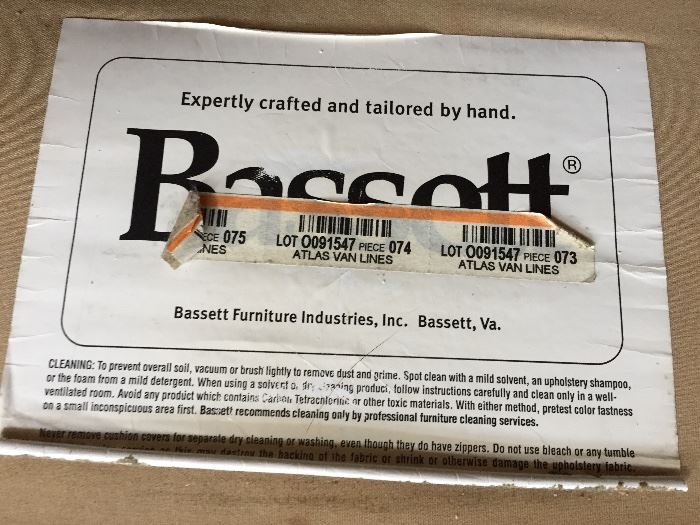 Expertly crafted and tailored by hand.
Bassett®
ECE 075 LOT O091547 PIECE 074 LOT O091547 PIECE 073
NES ATLAS VAN LINES ATLAS VAN LINES
Bassett Furniture Industries, Inc. Bassett, Va.
CLEANING: To prevent overall soil, vacuum or brush lightly to remove dust and grime. Spot clean with a mild solvent, an upholstery shampoo,
or the foam from a mild detergent. When using a solvent or dry cleaning product, follow instructions carefully and clean only in a well-
ventilated room. Avoid any product which contains Carbon Tetrachloride or other toxic materials. With either method, pretest color fastness
on a small inconspicuous area first. Bassett recommends cleaning only by professional furniture cleaning services.
Never remove cushion covers for separate dry cleaning or washing, even though they do have zippers. Do not use bleach or any tumble
as this may destroy the backing of the fabric or shrink or otherwise damage the upholstery fabric.